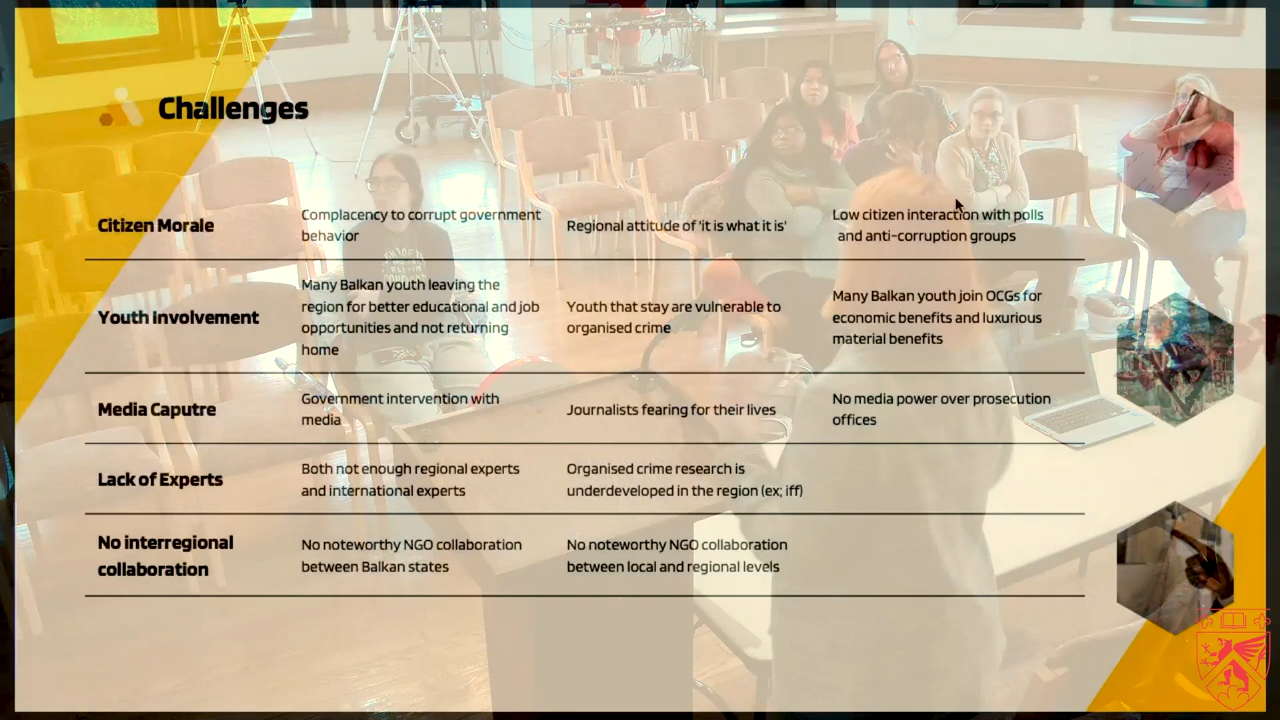 Challenges
Citizen Morale
Complacency to corrupt government
behavior
Regional attitude of 'it is what it is'
Low citizen interaction with polls
and anti-corruption groups
Youth Involvement
Many Balkan youth leaving the
region for better educational and job
opportunities and not returning
home
Youth that stay are vulnerable to
organised crime
Many Balkan youth join OCGs for
economic benefits and luxurious
material benefits
Media Caputre
Government intervention with
media
Journalists fearing for their lives
No media power over prosecution
offices
Lack of Experts
Both not enough regional experts
and international experts
Organised crime research is
underdeveloped in the region (ex; iff)
No interregional
collaboration
No noteworthy NGO collaboration
between Balkan states
No noteworthy NGO collaboration
between local and regional levels